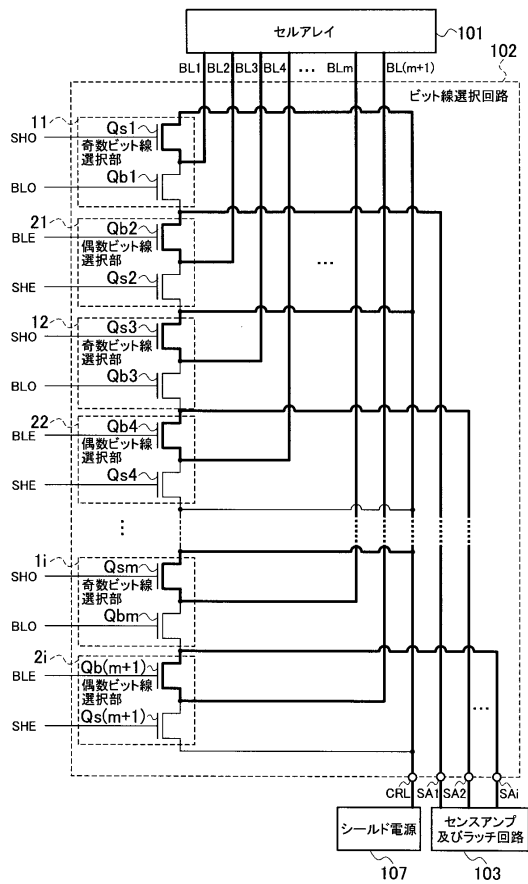 セルアレイ
101
102
BL1 BL2 BL3 BL4 ... BLm BL(m+1)
ビット線選択回路
11
SHO
Qs1
奇数ビット線
選択部
BLO
Qb1
21
BLE
Qb2
偶数ビット線
選択部
SHE
Qs2
...
12
SHO
Qs3
奇数ビット線
選択部
BLO
Qb3
22
BLE
Qb4
偶数ビット線
選択部
SHE
Qs4
1i
SHO
Qsm
奇数ビット線
選択部
BLO
Qbm
2i
BLE
Qb(m+1)
偶数ビット線
選択部
SHE
Qs(m+1)
...
CRL SA1 SA2 SAi
シールド電源
107
センスアンプ
及びラッチ回路
103